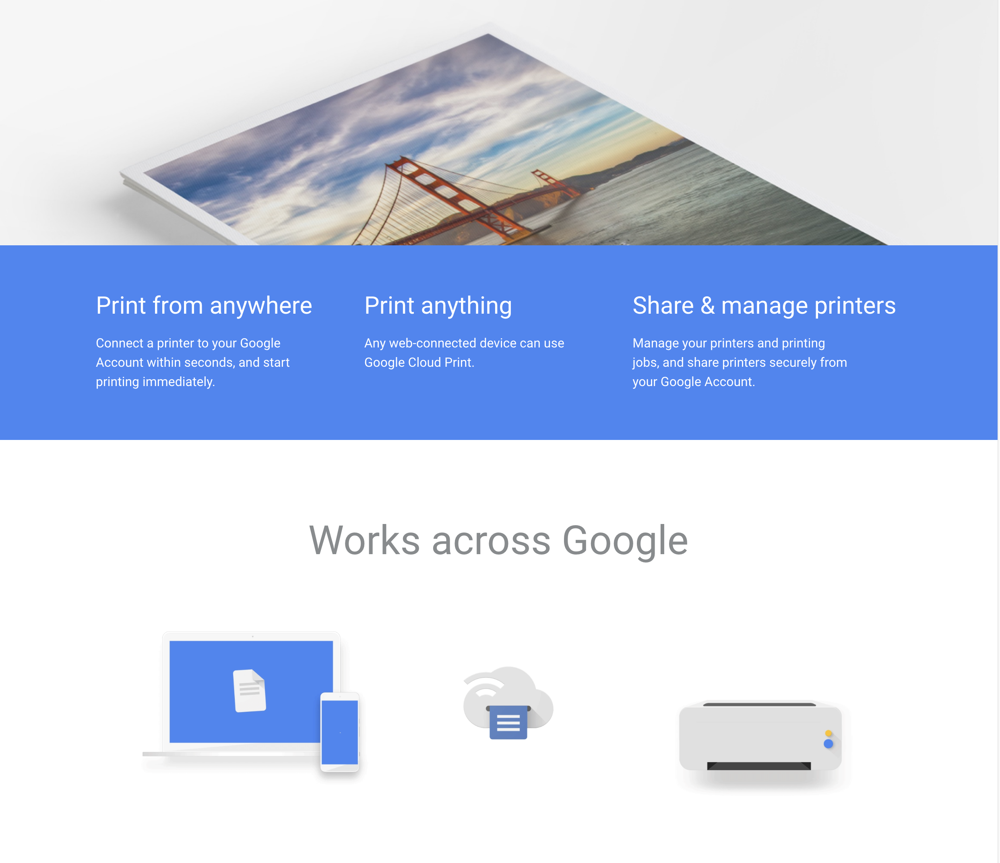 Print from anywhere
Connect a printer to your Google
Account within seconds, and start
printing immediately.
Print anything
Any web-connected device can use
Google Cloud Print.
Share & manage printers
Manage your printers and printing
jobs, and share printers securely from
your Google Account.
Works across Google